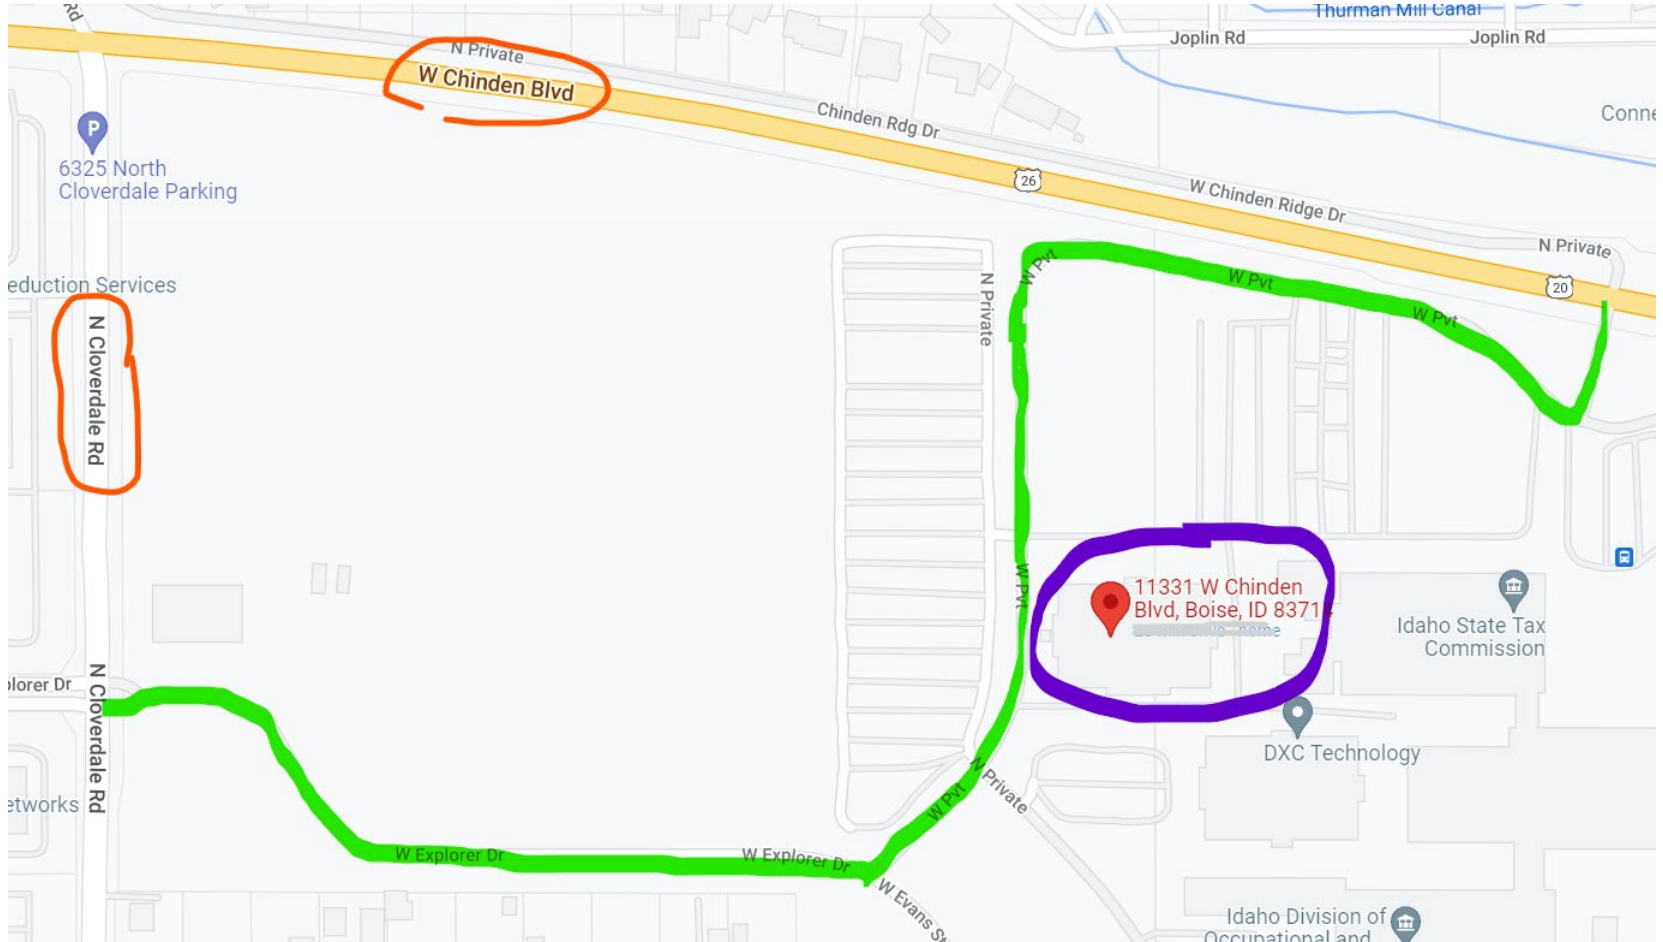 Rd
Thurman Mill Canal
Joplin Rd
Joplin Rd
N Private
W Chinden Blvd
Chinden Rdg Dr
Conne
P
6325 North
Cloverdale Parking
26
W Chinden Ridge Dr
N Private
W Pvt
W Pvt
20
W Pvt
eduction Services
N Private
N Cloverdale Rd
W Pvt
11331 W Chinden
Blvd, Boise, ID 83714
Idaho State Tax
Commission
N Cloverdale Rd
plorer Dr
DXC Technology
N Private
W Pvt
etworks
W Explorer Dr
W Explorer Dr
W Evans St
Idaho Division of
Occupational and